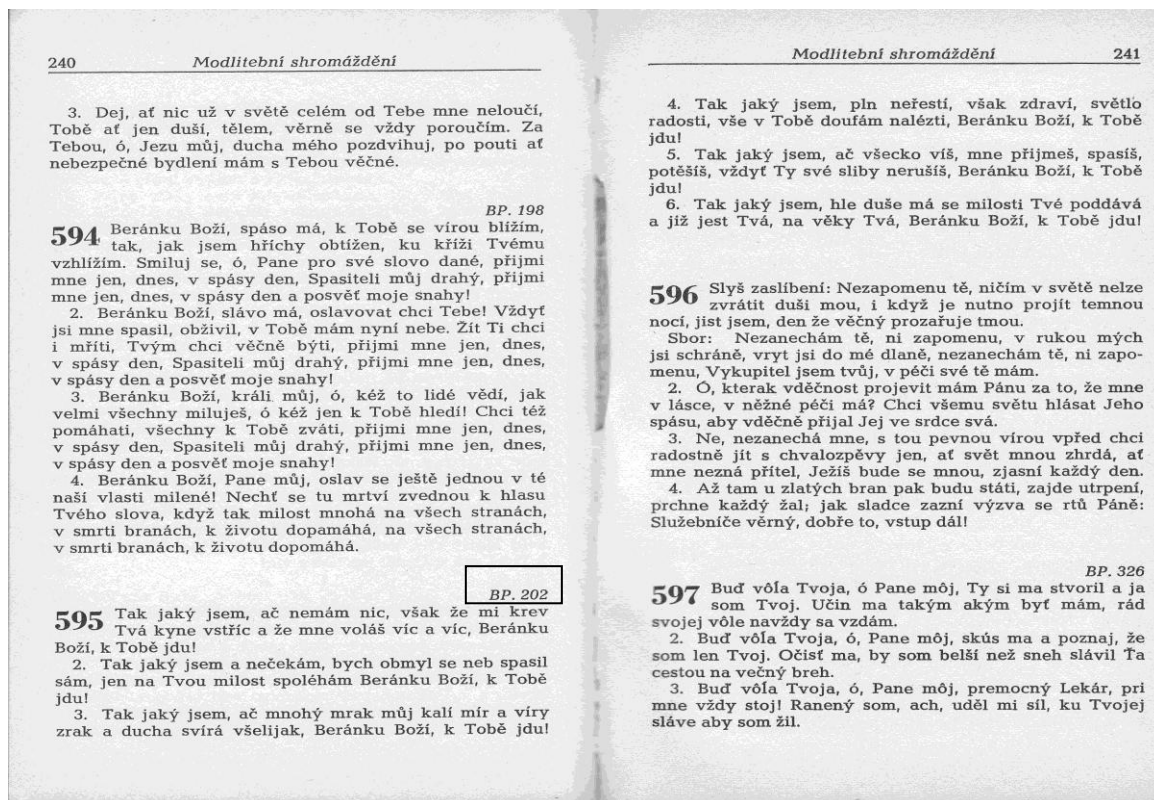 240 Modlitební shromáždění
3. Dej, ať nic už v světě celém od Tebe mne neloučí,
Tobě ať jen duší, tělem, věrně se vždy poroučím. Za
Tebou, ó, Jezu můj, ducha mého pozdvihuj, po pouti ať
nebezpečné bydlení mám s Tebou věčné.
BP. 198
594 Beránku Boží, spáso má, k Tobě se vírou blížím,
tak, jak jsem hříchy obtížen, ku kříži Tvému
vzhlížím. Smiluj se, ó, Pane pro své slovo dané, přijmi
mne jen, dnes, v spásy den, Spasiteli můj drahý, přijmi
mne jen, dnes, v spásy den a posvěť moje snahy!
2. Beránku Boží, slávo má, oslavovat chci Tebe! Vždyť
jsi mne spasil, obživil, v Tobě mám nyní nebe. Žít Ti chci
i mříti, Tvým chci věčně býti, přijmi mne jen, dnes,
v spásy den, Spasiteli můj drahý, přijmi mne jen, dnes,
v spásy den a posvěť moje snahy!
3. Beránku Boží, králi můj, ó, kéž to lidé vědí, jak
velmi všechny miluješ, ó kéž jen k Tobě hledí! Chci též
pomáhati, všechny k Tobě zváti, přijmi mne jen, dnes,
v spásy den, Spasiteli můj drahý, přijmi mne jen, dnes,
v spásy den a posvěť moje snahy!
4. Beránku Boží, Pane můj, oslav se ještě jednou v té
naší vlasti milené! Nechť se tu mrtví zvednou k hlasu
Tvého slova, když tak milost mnohá na všech stranách,
v smrti branách, k životu dopamáhá, na všech stranách,
v smrti branách, k životu dopomáhá.
BP. 202
595 Tak jaký jsem, ač nemám nic, však že mi krev
Tvá kyne vstříc a že mne voláš víc a víc, Beránku
Boží, k Tobě jdu!
2. Tak jaký jsem a nečekám, bych obmyl se neb spasil
sám, jen na Tvou milost spoléhám Beránku Boží, k Tobě
jdu!
3. Tak jaký jsem, ač mnohý mrak můj kalí mír a víry
zrak a ducha svírá všelijak, Beránku Boží, k Tobě jdu!
Modlitební shromáždění 241
4. Tak jaký jsem, pln neřestí, však zdraví, světlo
radosti, vše v Tobě doufám nalézti, Beránku Boží, k Tobě
jdu!
5. Tak jaký jsem, ač všecko víš, mne přijmeš, spasíš,
potěšíš, vždyť Ty své sliby nerušíš, Beránku Boží, k Tobě
jdu!
6. Tak jaký jsem, hle duše má se milosti Tvé poddává
a již jest Tvá, na věky Tvá, Beránku Boží, k Tobě jdu!
596 Slyš zaslíbení: Nezapomenu tě, ničím v světě nelze
zvrátit duši mou, i když je nutno projít temnou
nocí, jist jsem, den že věčný prozařuje tmou.
Sbor: Nezanechám tě, ni zapomenu, v rukou mých
jsi schráně, vryt jsi do mé dlaně, nezanechám tě, ni zapo-
menu, Vykupitel jsem tvůj, v péči své tě mám.
2. Ó, kterak vděčnost projevit mám Pánu za to, že mne
v lásce, v něžné péči má? Chci všemu světu hlásat Jeho
spásu, aby vděčně přijal Jej ve srdce svá.
3. Ne, nezanechá mne, s tou pevnou vírou vpřed chci
radostně jít s chvalozpěvy jen, ať svět mnou zhrdá, ať
mne nezná přítel, Ježíš bude se mnou, zjasní každý den.
4. Až tam u zlatých bran pak budu státi, zajde utrpení,
prchne každý žal; jak sladce zazní výzva se rtů Páně:
Služebníče věrný, dobře to, vstup dál!
BP. 326
597 Buď vôľa Tvoja, ó Pane môj, Ty si ma stvoril a ja
som Tvoj. Učin ma takým akým byť mám, rád
svojej vôle navždy sa vzdám.
2. Buď vôľa Tvoja, ó, Pane môj, skús ma a poznaj, že
som len Tvoj. Očisť ma, by som belší než sneh slávil Ťa
cestou na večný breh.
3. Buď vôľa Tvoja, ó, Pane môj, premocný Lekár, pri
mne vždy stoj! Ranený som, ach, uděl mi síl, ku Tvojej
sláve aby som žil.